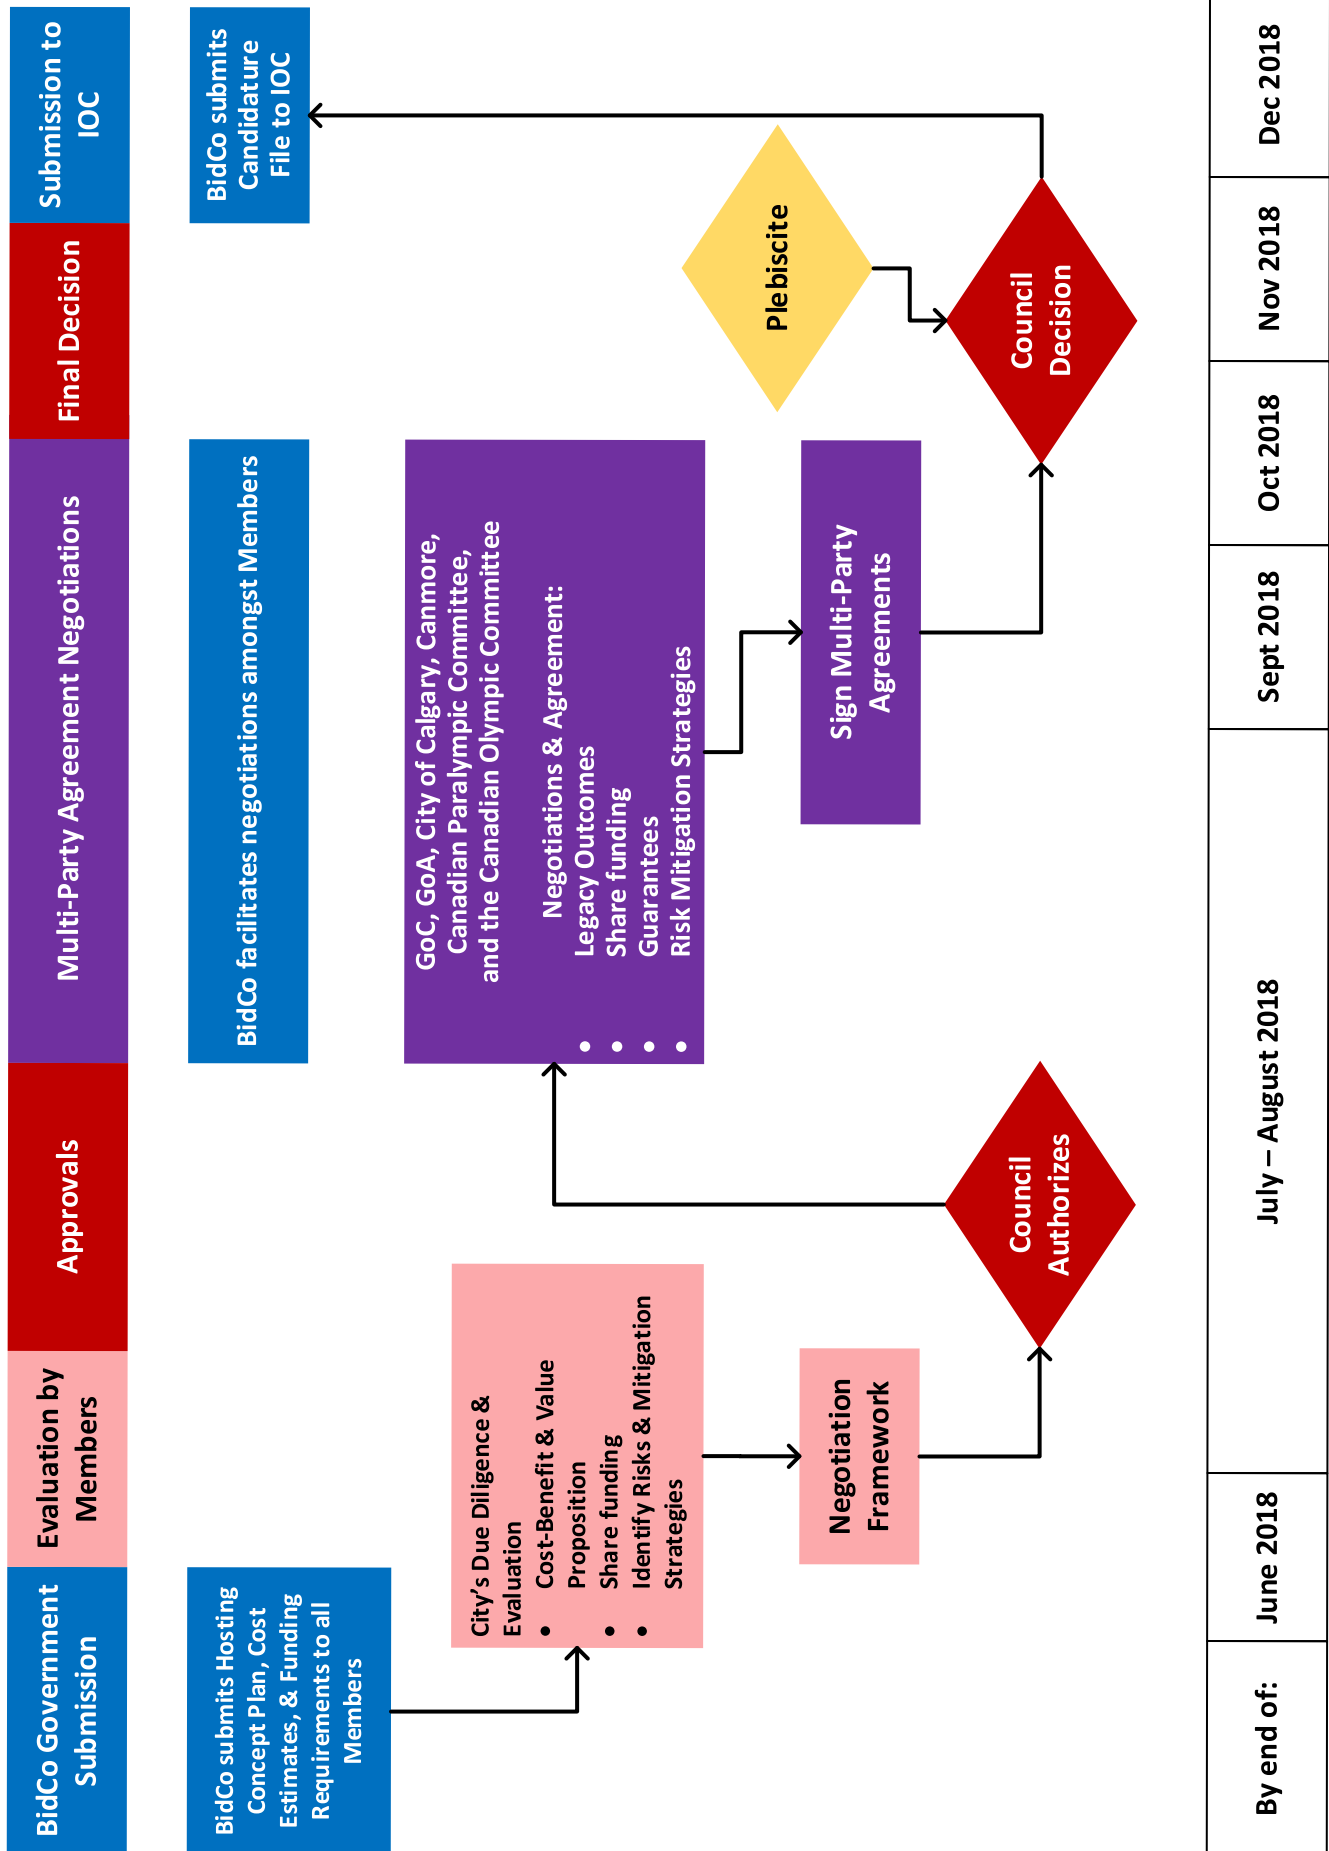 BidCo Government
Submission
Evaluation by
Members
Approvals
Multi-Party Agreement Negotiations
Final Decision
Submission to
IOC
BidCo submits Hosting
Concept Plan, Cost
Estimates, & Funding
Requirements to all
Members
BidCo facilitates negotiations amongst Members
BidCo submits
Candidature
File to IOC
City’s Due Diligence &
Evaluation
• Cost-Benefit & Value
Proposition
• Share funding
• Identify Risks & Mitigation
Strategies
Negotiation
Framework
Council
Authorizes
GoC, GoA, City of Calgary, Canmore,
Canadian Paralympic Committee,
and the Canadian Olympic Committee
Negotiations & Agreement:
• Legacy Outcomes
• Share funding
• Guarantees
• Risk Mitigation Strategies
Sign Multi-Party
Agreements
Plebiscite
Council
Decision
By end of:
June 2018
July – August 2018
Sept 2018
Oct 2018
Nov 2018
Dec 2018